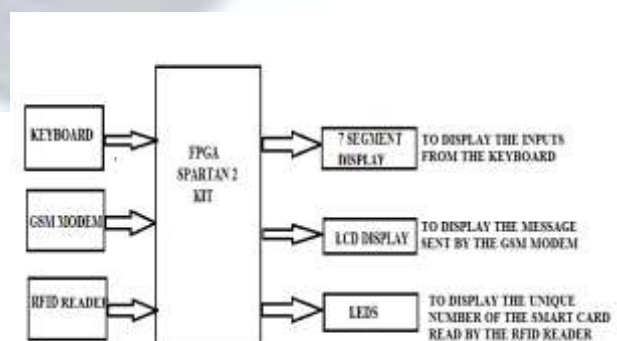 KEYBOARD
GSM MODEM
RFID READER
FPGA
SPARTAN 2
KIT
7 SEGMENT
DISPLAY
TO DISPLAY THE INPUTS
FROM THE KEYBOARD
LCD DISPLAY
TO DISPLAY THE MESSAGE
SENT BY THE GSM MODEM
LEDS
TO DISPLAY THE UNIQUE
NUMBER OF THE SMART CARD
READ BY THE RFID READER